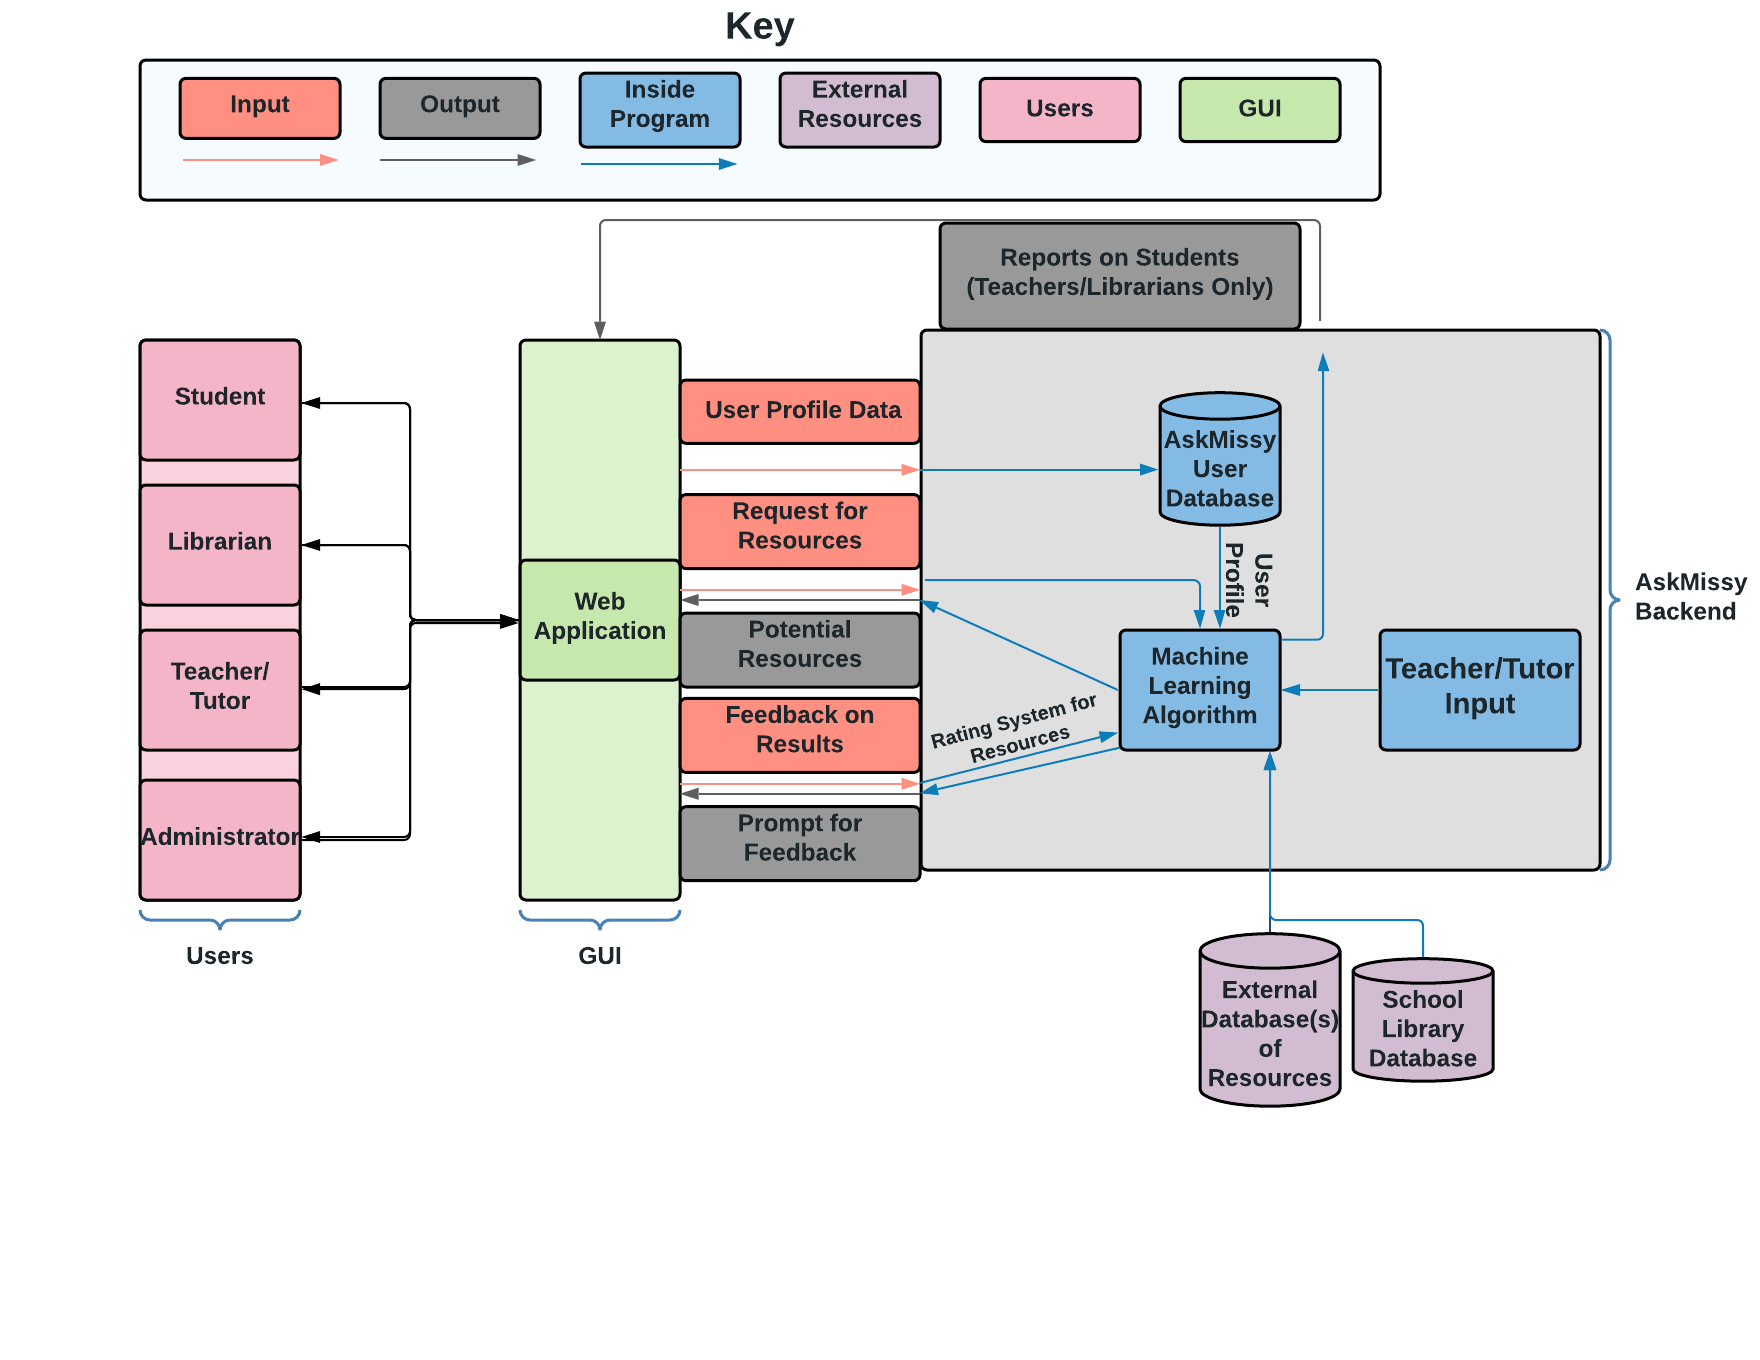 Key
Input
Output
Inside
Program
External
Resources
Users
GUI
Reports on Students
(Teachers/Librarians Only)
Student
Librarian
Teacher/
Tutor
Administrator
Users
Web
Application
GUI
User Profile Data
Request for
Resources
Potential
Resources
Feedback on
Results
Prompt for
Feedback
AskMissy
User
Database
User
Profile
Machine
Learning
Algorithm
Teacher/Tutor
Input
Rating System for
Resources
AskMissy
Backend
External
Database(s)
of
Resources
School
Library
Database